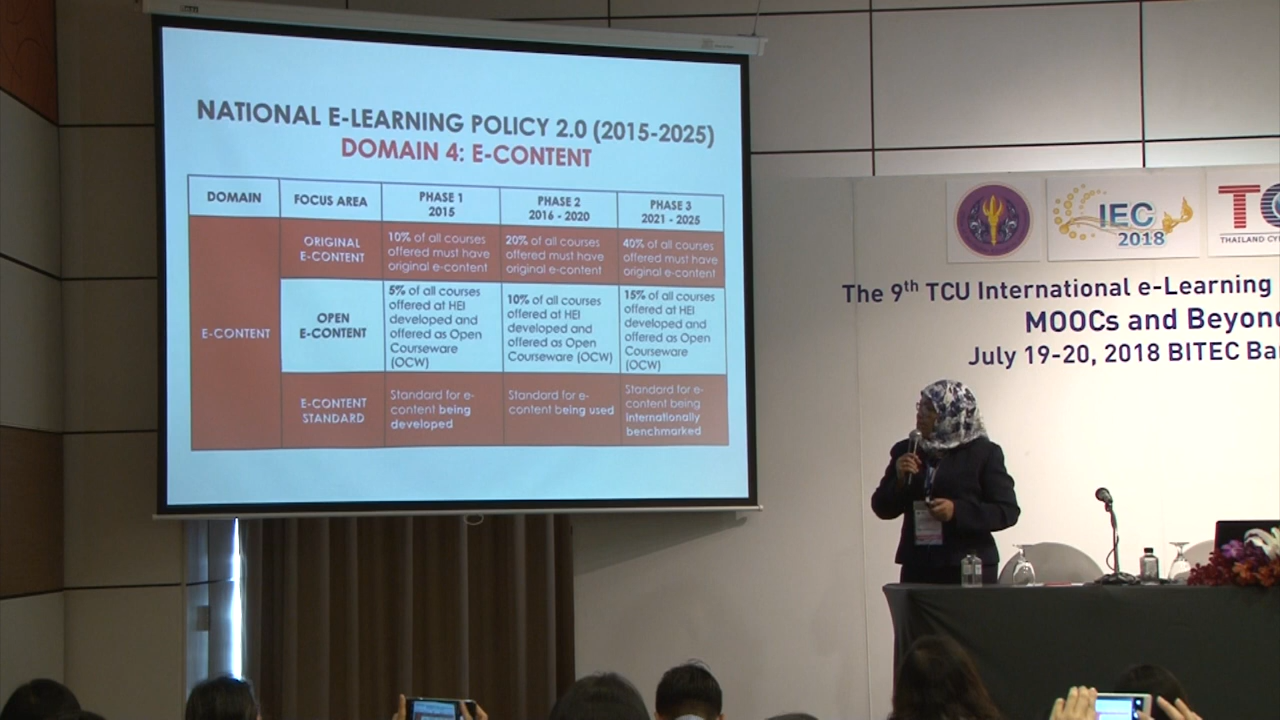 NATIONAL E-LEARNING POLICY 2.0 (2015-2025)
DOMAIN 4: E-CONTENT
DOMAIN
FOCUS AREA
PHASE 1
2015
PHASE 2
2016 - 2020
PHASE 3
2021 - 2025
E-CONTENT
ORIGINAL
E-CONTENT
10% of all courses
offered must have
original e-content
20% of all courses
offered must have
original e-content
40% of all courses
offered must have
original e-content
OPEN
E-CONTENT
5% of all courses
offered at HEI
developed and
offered as Open
Courseware
(OCW)
10% of all courses
offered at HEI
developed and
offered as Open
Courseware (OCW)
15% of all courses
offered at HEI
developed and
offered as Open
Courseware
(OCW)
E-CONTENT
STANDARD
Standard for e-
content being
developed
Standard for e-
content being used
Standard for e-
content being
internationally
benchmarked
IEC
2018
TC
THAILAND CY
The 9th TCU International e-Learning
MOOCs and Beyond
July 19-20, 2018 BITEC Ba